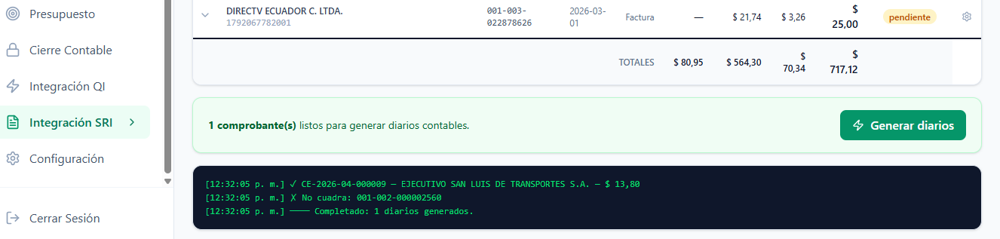 Presupuesto
Cierre Contable
Integración QI
Integración SRI
Configuración
Cerrar Sesión
DIRECTV ECUADOR C. LTDA.
1792067782001
001-003-
022878626
2026-03-
01
Factura
—
$ 21,74
$ 3,26
$
25,00
pendiente
TOTALES
$ 80,95
$ 564,30
$
70,34
$
717,12
1 comprobante(s) listos para generar diarios contables.
Generar diarios
[12:32:05 p. m.] ✓ CE-2026-04-000009 — EJECUTIVO SAN LUIS DE TRANSPORTES S.A. — $ 13,80
[12:32:05 p. m.] ✗ No cuadra: 001-002-000002560
[12:32:05 p. m.] ─── Completado: 1 diarios generados.